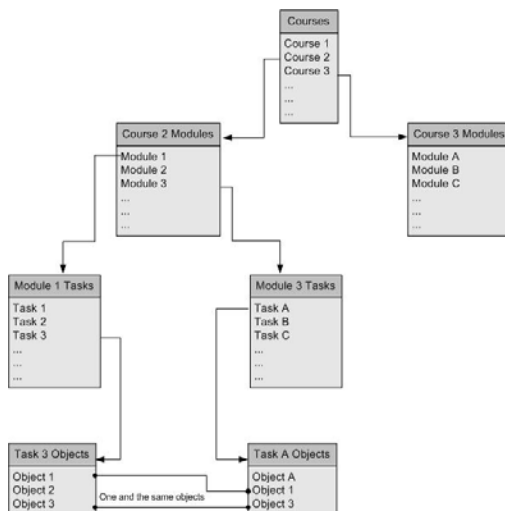 Courses
Course 1
Course 2
Course 3
...
...
...
Course 2 Modules
Module 1
Module 2
Module 3
...
...
...
Course 3 Modules
Module A
Module B
Module C
...
...
...
Module 1 Tasks
Task 1
Task 2
Task 3
...
...
...
Module 3 Tasks
Task A
Task B
Task C
...
...
...
Task 3 Objects
Object 1
Object 2
Object 3
One and the same objects
Task A Objects
Object A
Object 1
Object 3